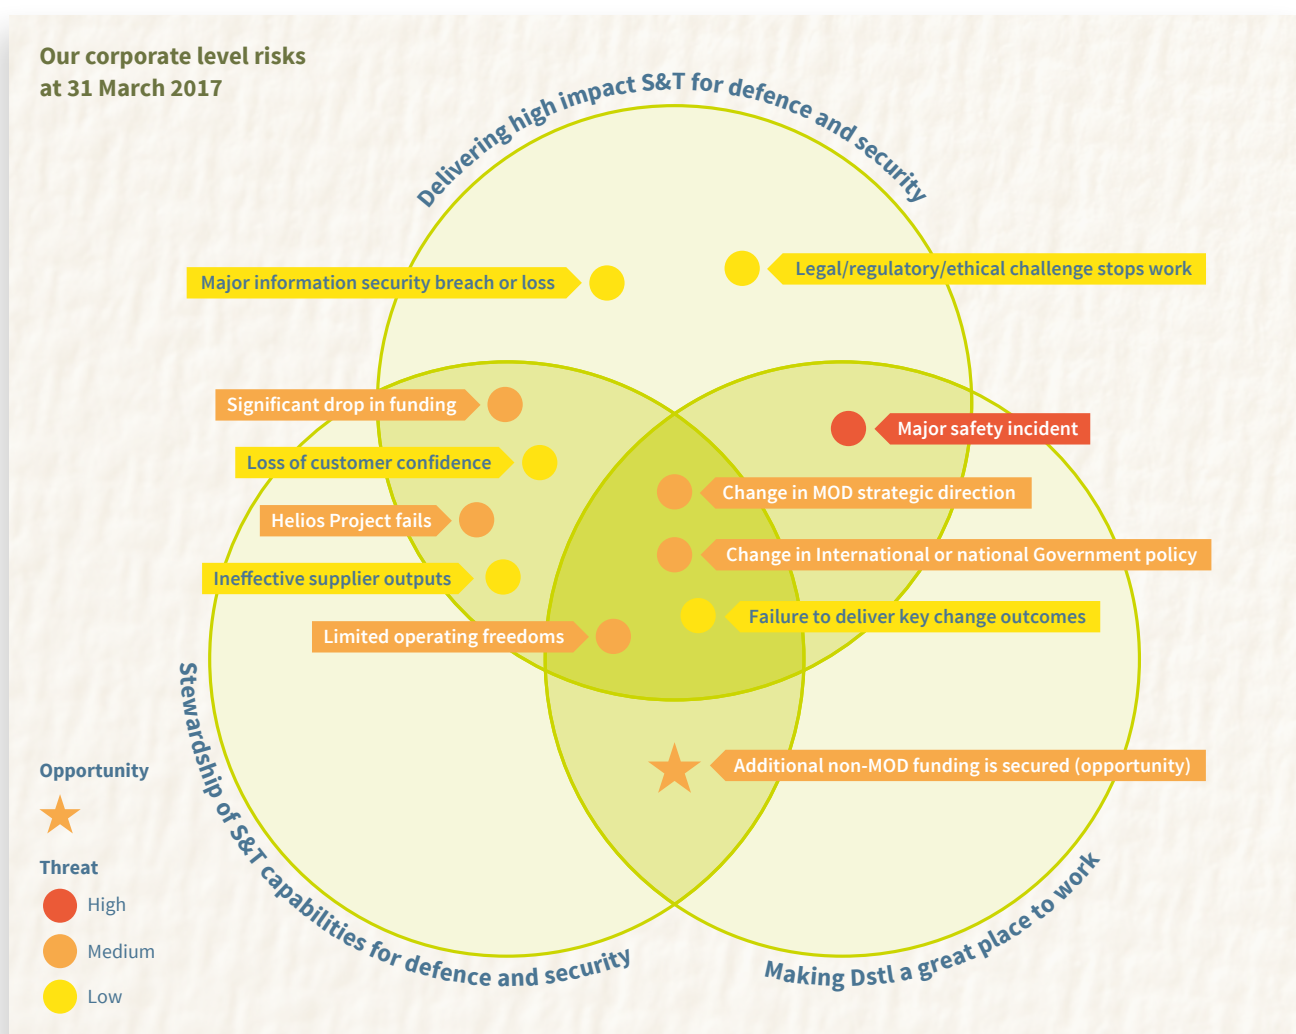 Our corporate level risks
at 31 March 2017
Delivering high impact S&T for defence and security
Major information security breach or loss
Legal/regulatory/ethical challenge stops work
Significant drop in funding
Major safety incident
Loss of customer confidence
Change in MOD strategic direction
Helios Project fails
Change in International or national Government policy
Ineffective supplier outputs
Failure to deliver key change outcomes
Limited operating freedoms
Stewardship of S&T capabilities for defence and security
Additional non-MOD funding is secured (opportunity)
Making Dstl a great place to work
Opportunity
Threat
High
Medium
Low